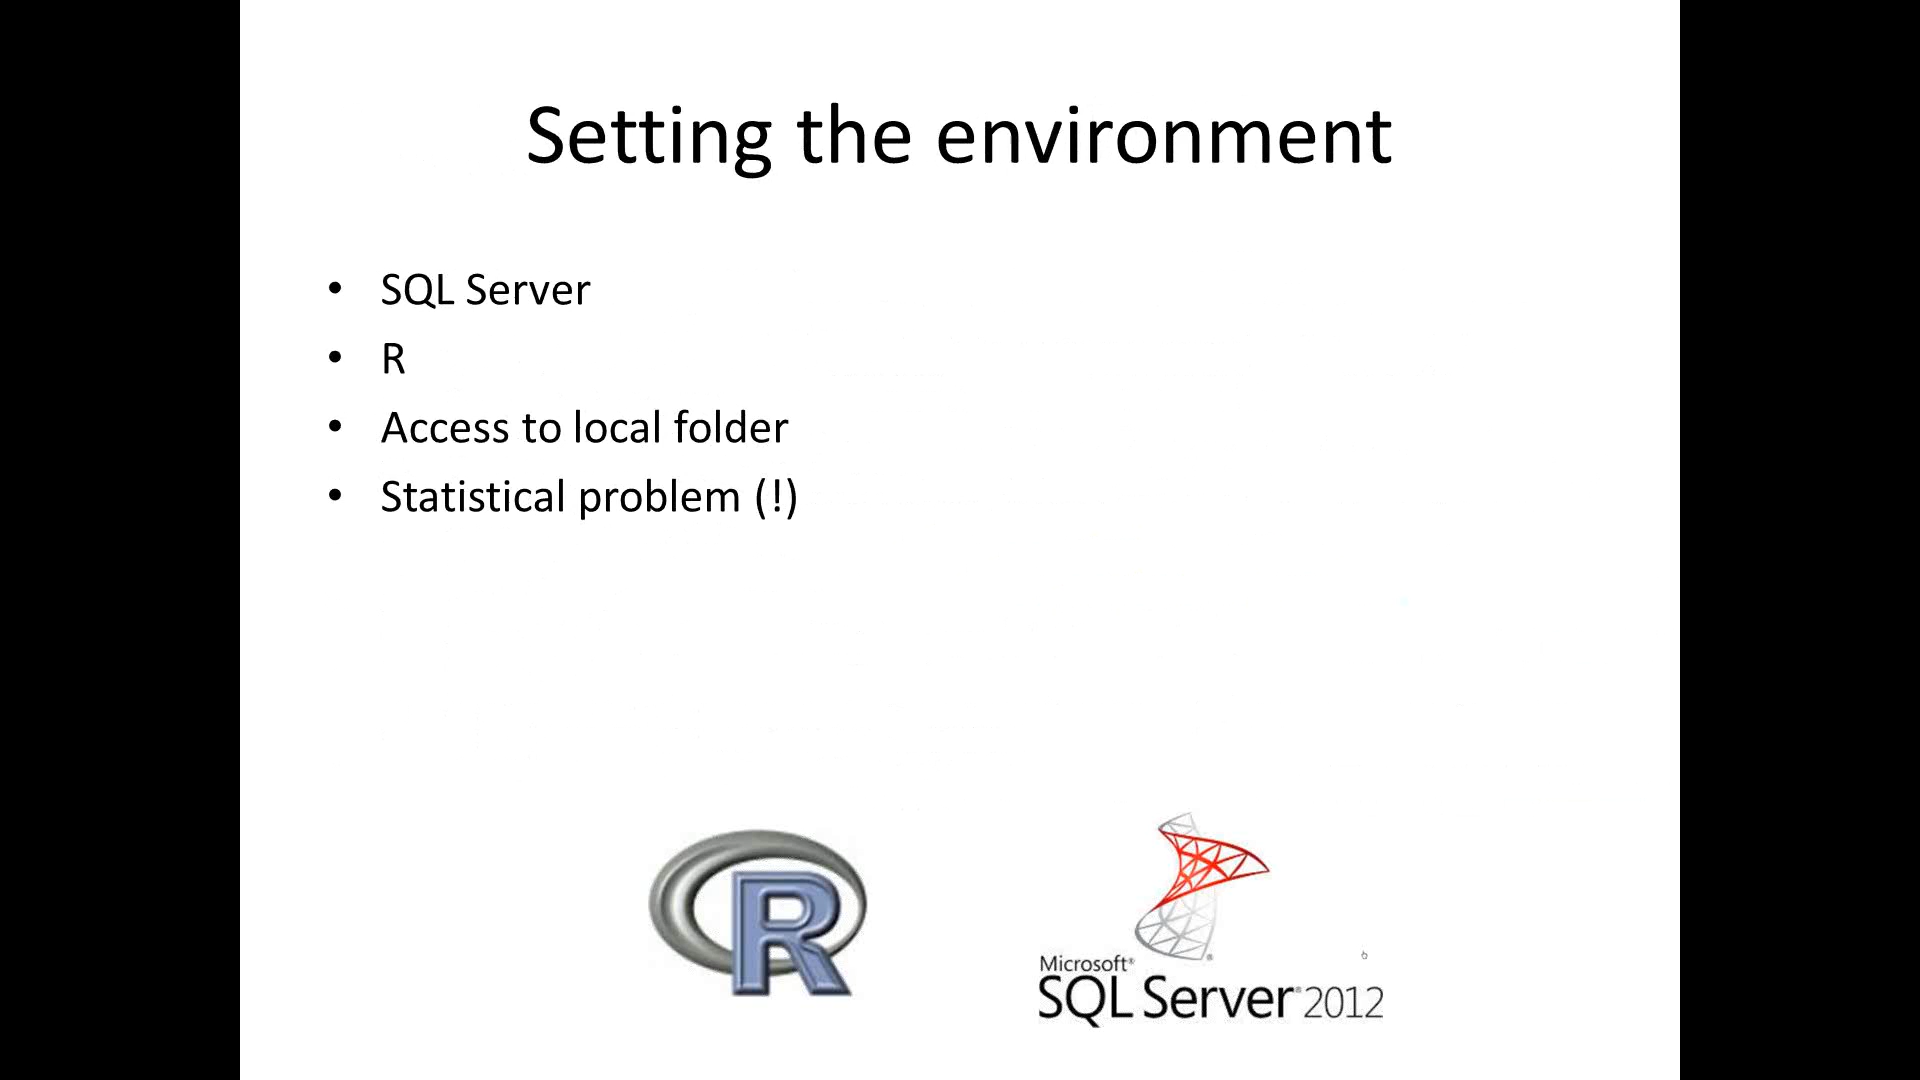 Setting the environment
• SQL Server
• R
• Access to local folder
• Statistical problem (!)
R
Microsoft®
SQL Server® 2012